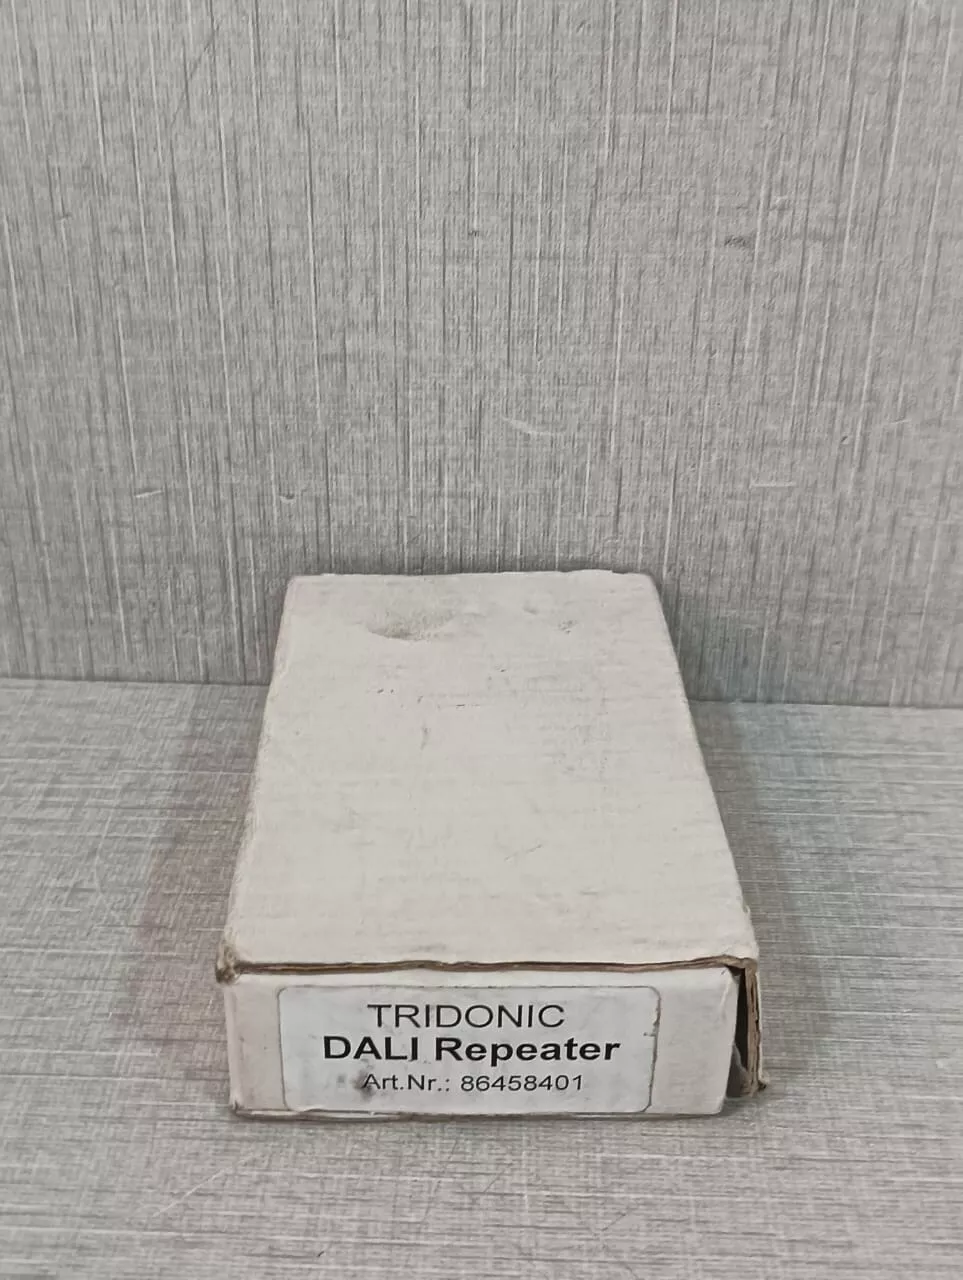 TRIDONIC
DALI Repeater
Art.Nr.: 86458401